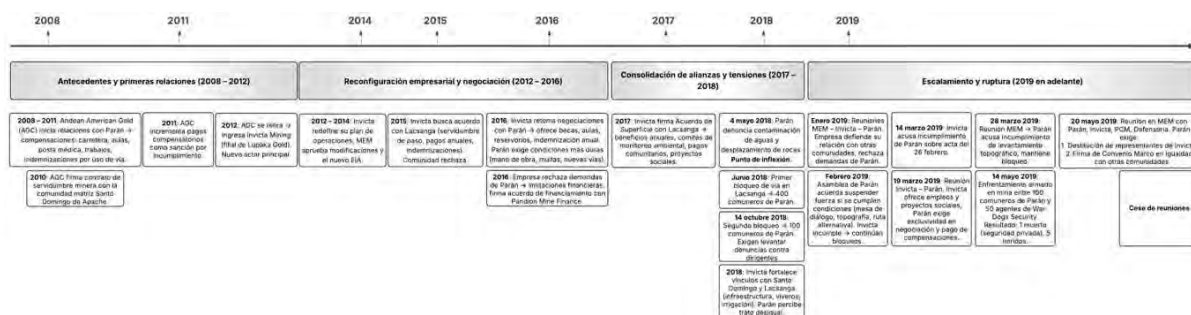 2008
2011
2014
2015
2016
2017
2018
2019
Antecedentes y primeras relaciones (2008 – 2012)
Reconfiguración empresarial y negociación (2012 – 2016)
Consolidación de alianzas y tensiones (2017 –
2018)
Escalamiento y ruptura (2019 en adelante)
2008 – 2011: Andean American Gold
(AGC) inicia relaciones con Parán →
compensaciones: carretera, aulas,
posta médica, trabajos,
indemnizaciones por uso de vía.
2010: AGC firma contrato de
servidumbre minera con la
comunidad matriz Santo
Domingo de Apache.
2011: AGC
incrementa pagos
compensatorios
como sanción por
incumplimiento.
2012: AGC se retira →
ingresa Invicta Mining
(filial de Lupaka Gold).
Nuevo actor principal.
2012 – 2014: Invicta
redefine su plan de
operaciones, MEM
aprueba modificaciones y
el nuevo EIA.
2015: Invicta busca acuerdo
con Lacsanga (servidumbre
de paso, pagos anuales,
indemnizaciones).
Comunidad rechaza.
2016: Invicta retoma negociaciones
con Parán → ofrece becas, aulas,
reservorios, indemnización anual.
Parán exige condiciones más duras
(mano de obra, multas, nuevas vías).
2016: Empresa rechaza demandas
de Parán → limitaciones financieras,
firma acuerdo de financiamiento con
Pandion Mine Finance.
2017: Invicta firma Acuerdo de
Superficie con Lacsanga →
beneficios anuales, comités de
monitoreo ambiental, pagos
comunitarios, proyectos
sociales.
4 mayo 2018: Parán
denuncia contaminación
de aguas y
desplazamiento de rocas.
Punto de inflexión.
Junio 2018: Primer
bloqueo de vía en
Lacsanga → 400
comuneros de Parán.
14 octubre 2018:
Segundo bloqueo → 100
comuneros de Parán.
Exigen levantar
denuncias contra
dirigentes.
2018: Invicta fortalece
vínculos con Santo
Domingo y Lacsanga
(infraestructura, viveros,
irrigación). Parán percibe
trato desigual.
Enero 2019: Reuniones
MEM – Invicta – Parán.
Empresa defiende su
relación con otras
comunidades, rechaza
demandas de Parán.
Febrero 2019:
Asamblea de Parán
acuerda suspender
fuerza si se cumplen
condiciones (mesa de
diálogo, topografía, ruta
alternativa). Invicta
incumple → continúan
bloqueos.
14 marzo 2019: Invicta
acusa incumplimiento
de Parán sobre acta del
26 febrero.
19 marzo 2019: Reunión
Invicta – Parán. Invicta
ofrece empleos y
proyectos sociales,
Parán exige
exclusividad en
negociación y pago de
compensaciones.
28 marzo 2019:
Reunión MEM → Parán
acusa incumplimiento
de levantamiento
topográfico, mantiene
bloqueo.
14 mayo 2019:
Enfrentamiento armado
en mina entre 100
comuneros de Parán y
50 agentes de War
Dogs Security.
Resultado: 1 muerto
(seguridad privada), 5
heridos.
20 mayo 2019: Reunión en MEM con
Parán, Invicta, PCM, Defensoría. Parán
exige:
1. Destitución de representantes de Invicta
2. Firma de Convenio Marco en igualdad
con otras comunidades.
Cese de reuniones